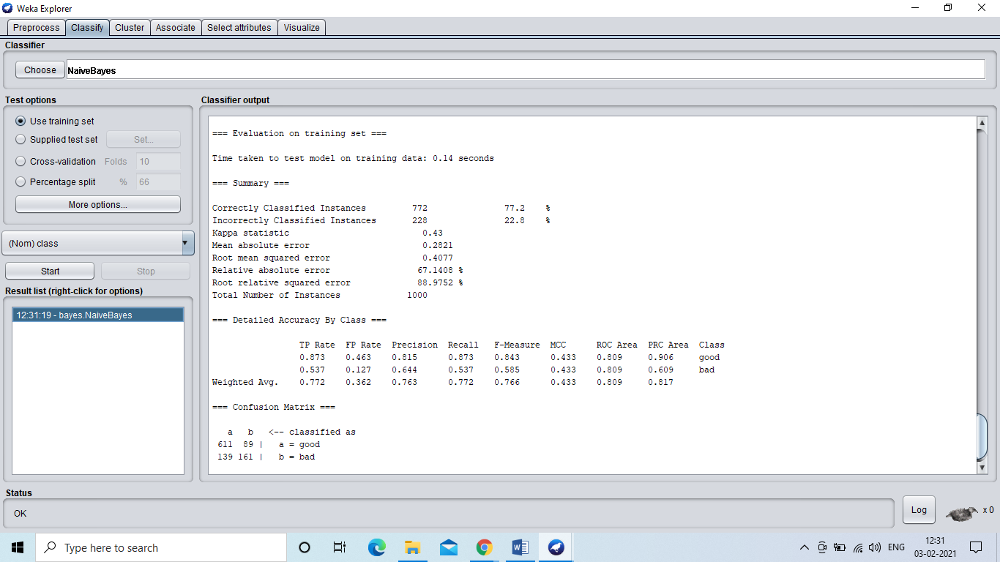 Weka Explorer
Preprocess Classify Cluster Associate Select attributes Visualize
Classifier
Choose NaiveBayes
Test options
Use training set
Supplied test set Set...
Cross-validation Folds 10
Percentage split % 66
More options...
(Nom) class
Start Stop
Result list (right-click for options)
12:31:19 - bayes.NaiveBayes
Classifier output
=== Evaluation on training set ===
Time taken to test model on training data: 0.14 seconds
=== Summary ===
Correctly Classified Instances 772 77.2 %
Incorrectly Classified Instances 228 22.8 %
Kappa statistic 0.43
Mean absolute error 0.2821
Root mean squared error 0.4077
Relative absolute error 67.1408 %
Root relative squared error 88.9752 %
Total Number of Instances 1000
=== Detailed Accuracy By Class ===
TP Rate FP Rate Precision Recall F-Measure MCC ROC Area PRC Area Class
0.873 0.463 0.815 0.873 0.843 0.433 0.809 0.906 good
0.537 0.127 0.644 0.537 0.585 0.433 0.809 0.609 bad
Weighted Avg. 0.772 0.362 0.763 0.772 0.766 0.433 0.809 0.817
=== Confusion Matrix ===
a b <-- classified as
611 89 | a = good
139 161 | b = bad
Status
OK
Log
x 0
Type here to search
ENG
12:31
03-02-2021